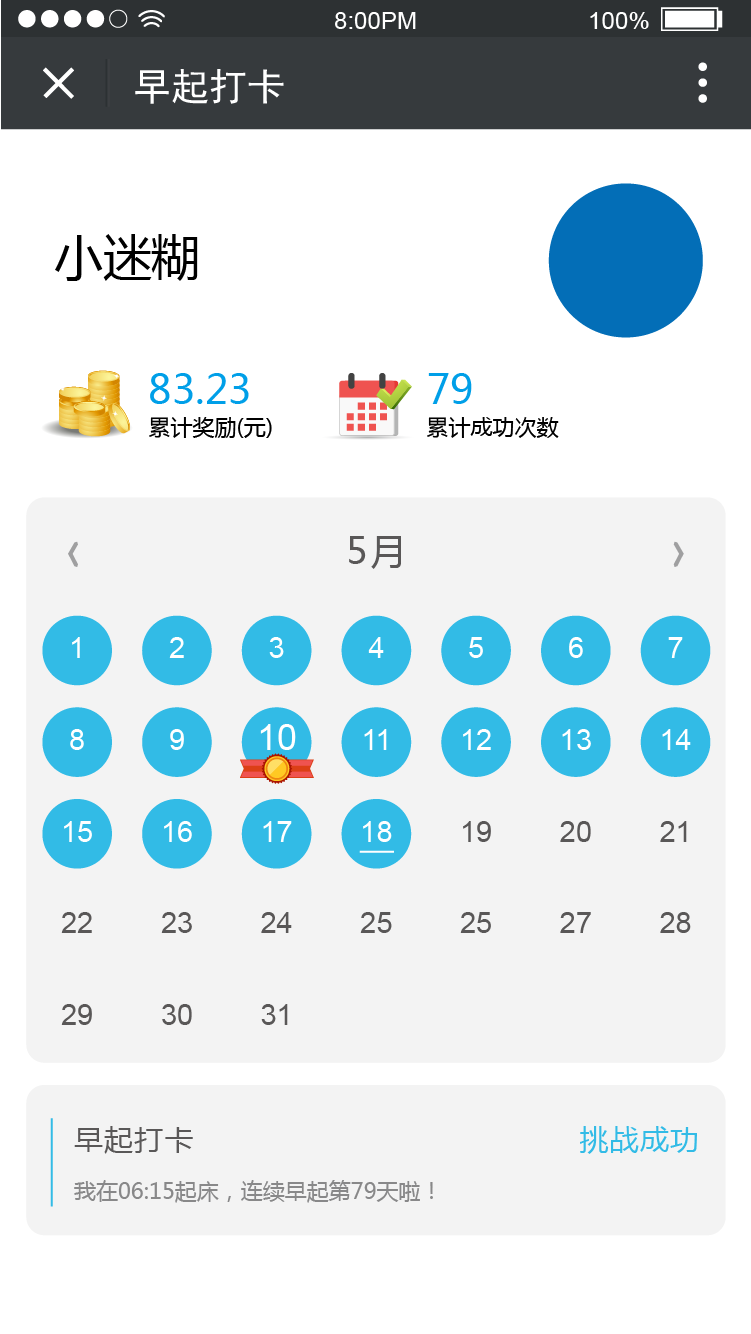 8:00PM 100%
早起打卡
小迷糊
83.23 79
累计奖励(元) 累计成功次数
5月
1 2 3 4 5 6 7
8 9 10 11 12 13 14
15 16 17 18 19 20 21
22 23 24 25 25 27 28
29 30 31
早起打卡 挑战成功
我在06:15起床，连续早起第79天啦！